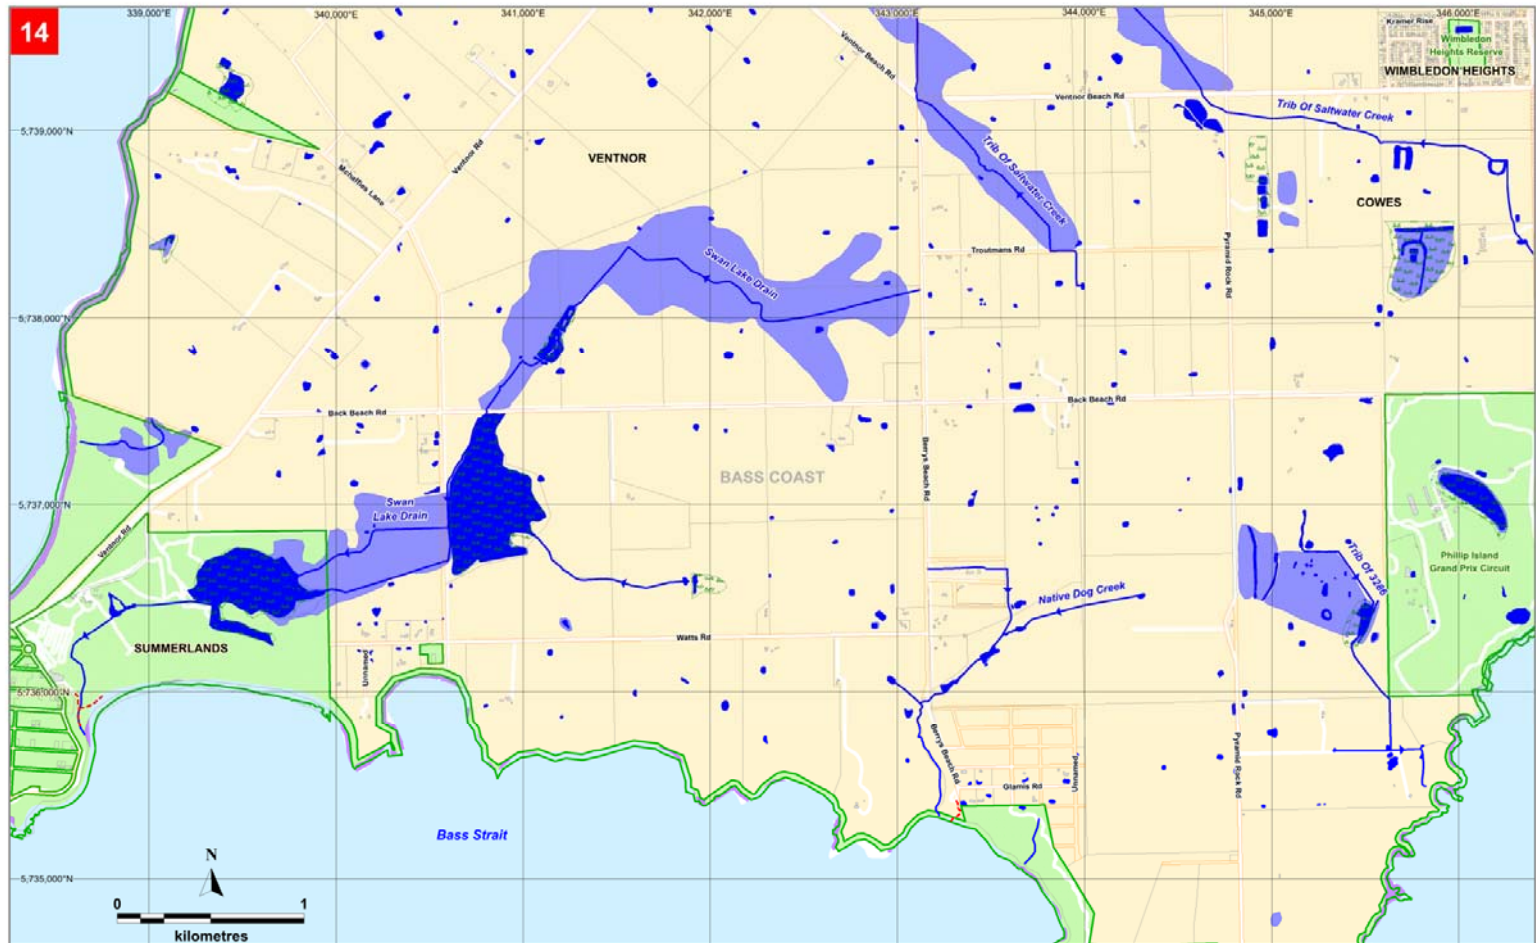 14
339,000"E
340,000"E
341,000"E
342,000"E
343,000"E
344,000"E
345,000"E
346,000"E
Kramer Rise
Wimbledon
Heights Reserve
WIMBLEDON HEIGHTS
Ventnor Beach Rd
Ventnor Beach Rd
Trib Of Saltwater Creek
5,739,000"N
VENTNOR
Ventnor Rd
Mchaffies Lane
Trib Of Saltwater Creek
COWES
Troutmans Rd
Pyramid Rock Rd
Swan Lake Drain
5,738,000"N
Back Beach Rd
Back Beach Rd
Berrys Beach Rd
BASS COAST
5,737,000"N
Swan
Lake Drain
Ventnor Rd
Phillip Island
Grand Prix Circuit
Trib Of 3286
Native Dog Creek
SUMMERLANDS
Watts Rd
Unnamed
5,736,000"N
Berrys Beach Rd
Pyramid Rock Rd
Unnamed
Glamis Rd
Bass Strait
N
5,735,000"N
0
1
kilometres